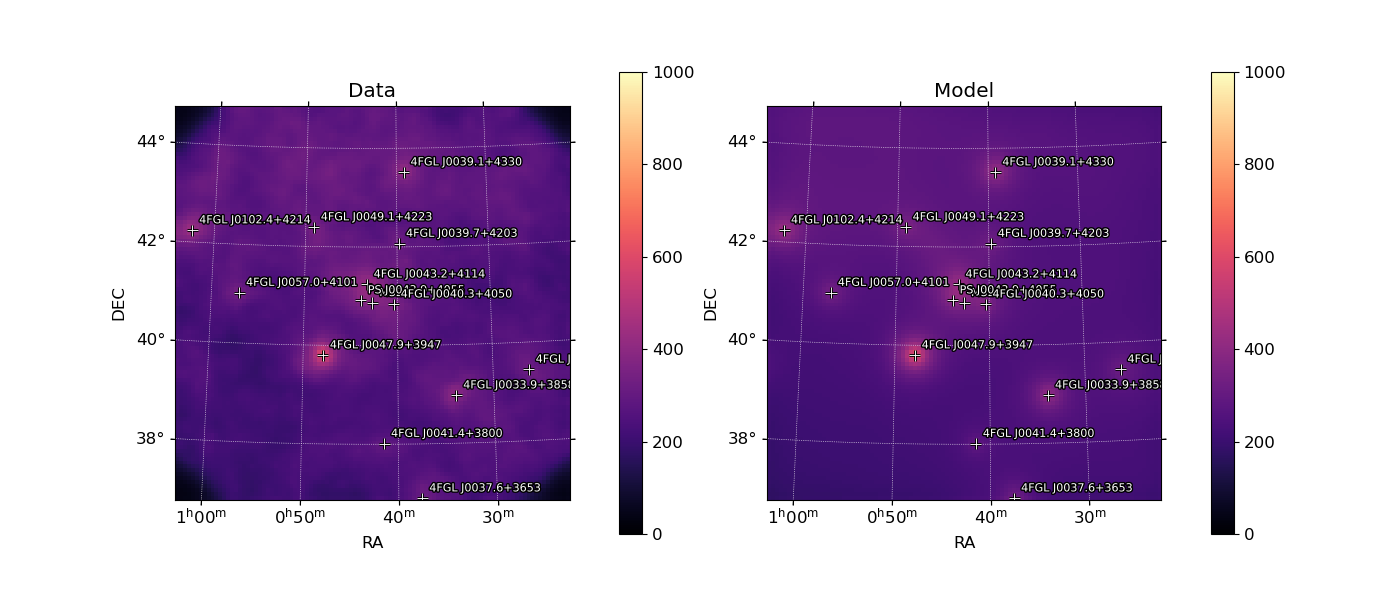 Data
Model
1000
800
600
400
200
0
1000
800
600
400
200
0
44°
42°
40°
38°
44°
42°
40°
38°
DEC
DEC
4FGL J0039.1+4330
4FGL J0102.4+4214
4FGL J0049.1+4223
4FGL J0039.7+4203
4FGL J0057.0+4101
4FGL J0043.2+4114
4FGL J0040.3+4050
4FGL J0047.9+3947
4FGL J
4FGL J0033.9+3858
4FGL J0041.4+3800
4FGL J0037.6+3653
4FGL J0039.1+4330
4FGL J0102.4+4214
4FGL J0049.1+4223
4FGL J0039.7+4203
4FGL J0057.0+4101
4FGL J0043.2+4114
4FGL J0040.3+4050
4FGL J0047.9+3947
4FGL J
4FGL J0033.9+3858
4FGL J0041.4+3800
4FGL J0037.6+3653
1ʰ00ᵐ 0ʰ50ᵐ 40ᵐ 30ᵐ
1ʰ00ᵐ 0ʰ50ᵐ 40ᵐ 30ᵐ
RA
RA